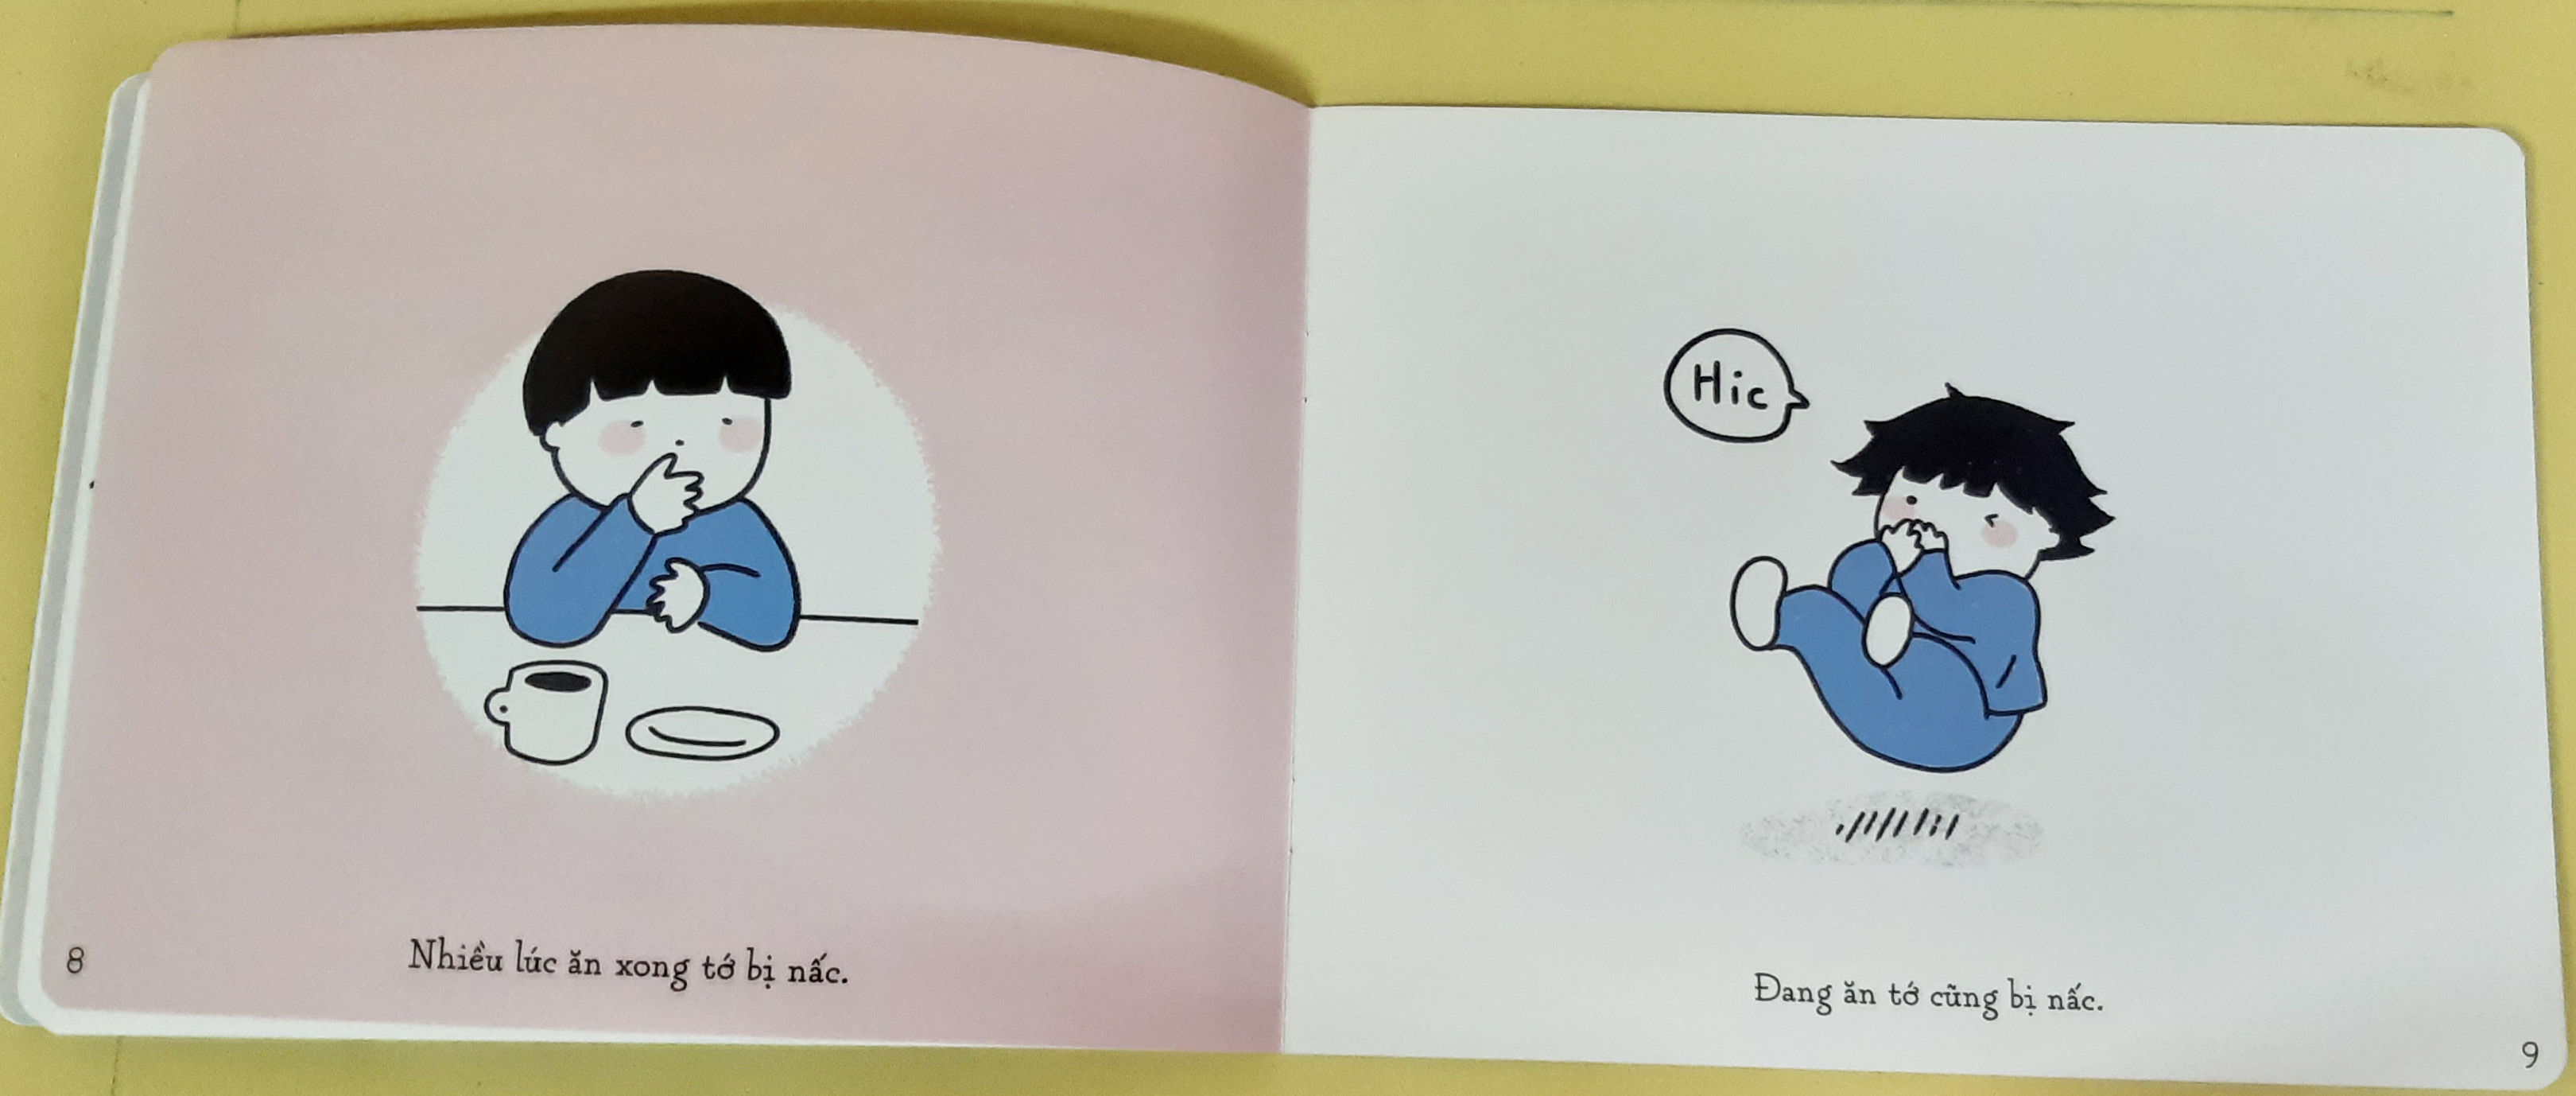 Nhiều lúc ăn xong tớ bị nấc.
8
Hic
Đang ăn tớ cũng bị nấc.
9